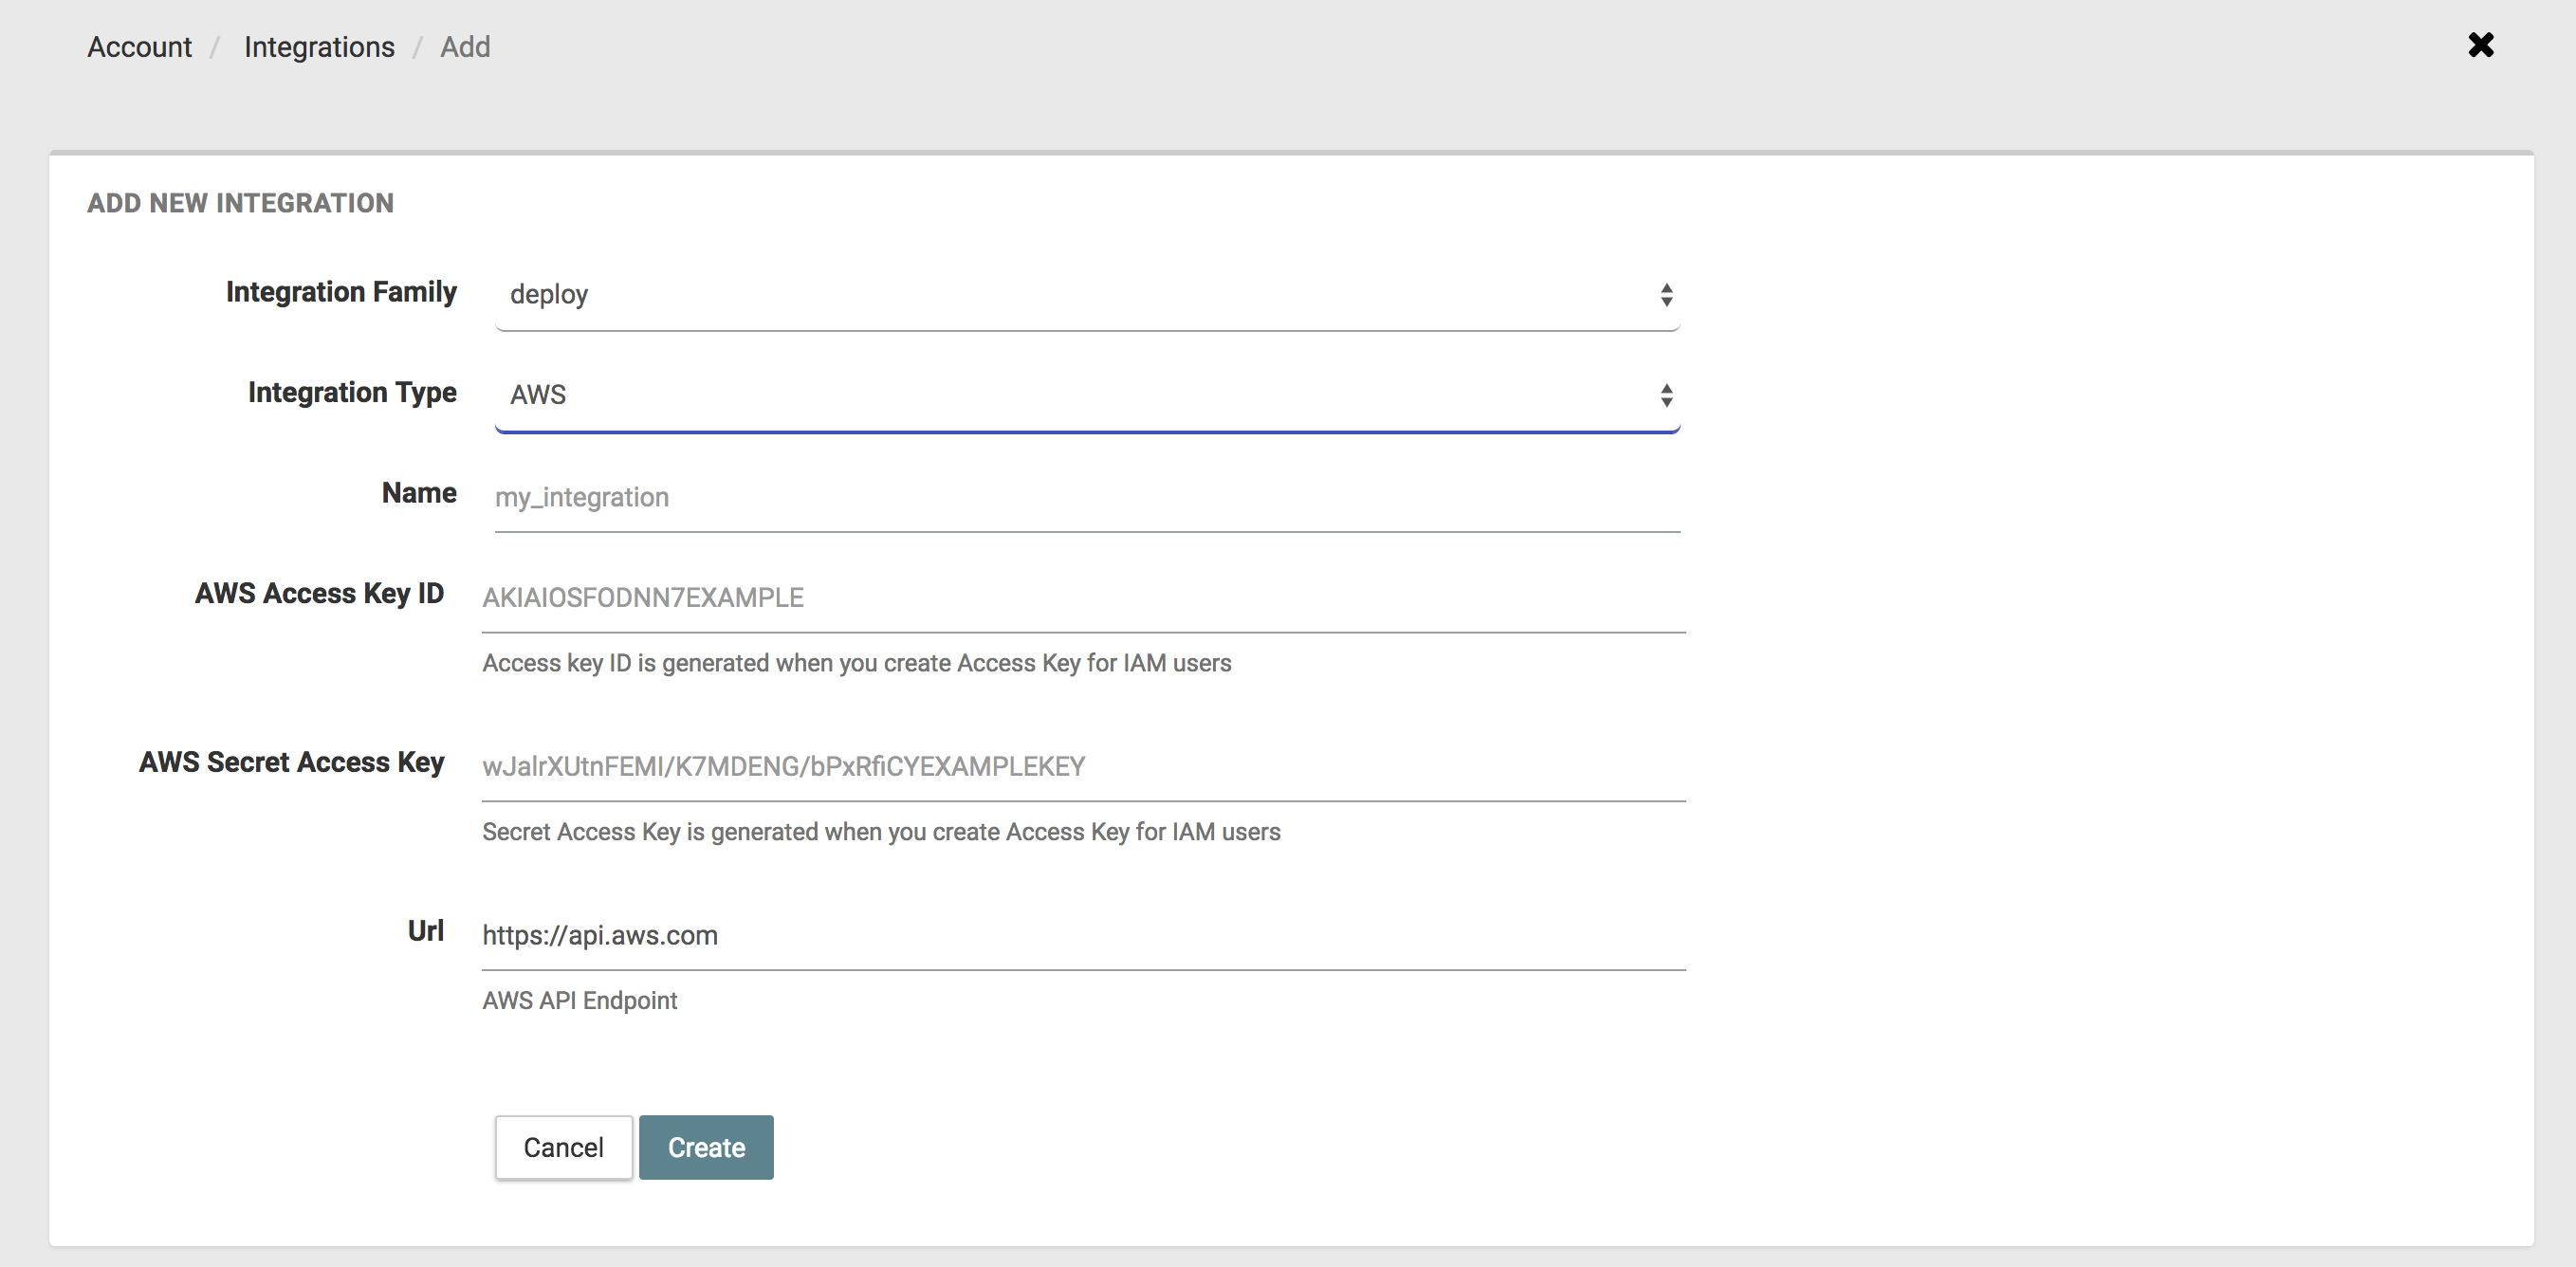 Account / Integrations / Add
ADD NEW INTEGRATION
Integration Family deploy
Integration Type AWS
Name my_integration
AWS Access Key ID AKIAIOSFODNN7EXAMPLE
Access key ID is generated when you create Access Key for IAM users
AWS Secret Access Key wJalrXUtnFEMI/K7MDENG/bPxRfiCYEXAMPLEKEY
Secret Access Key is generated when you create Access Key for IAM users
Url https://api.aws.com
AWS API Endpoint
Cancel Create